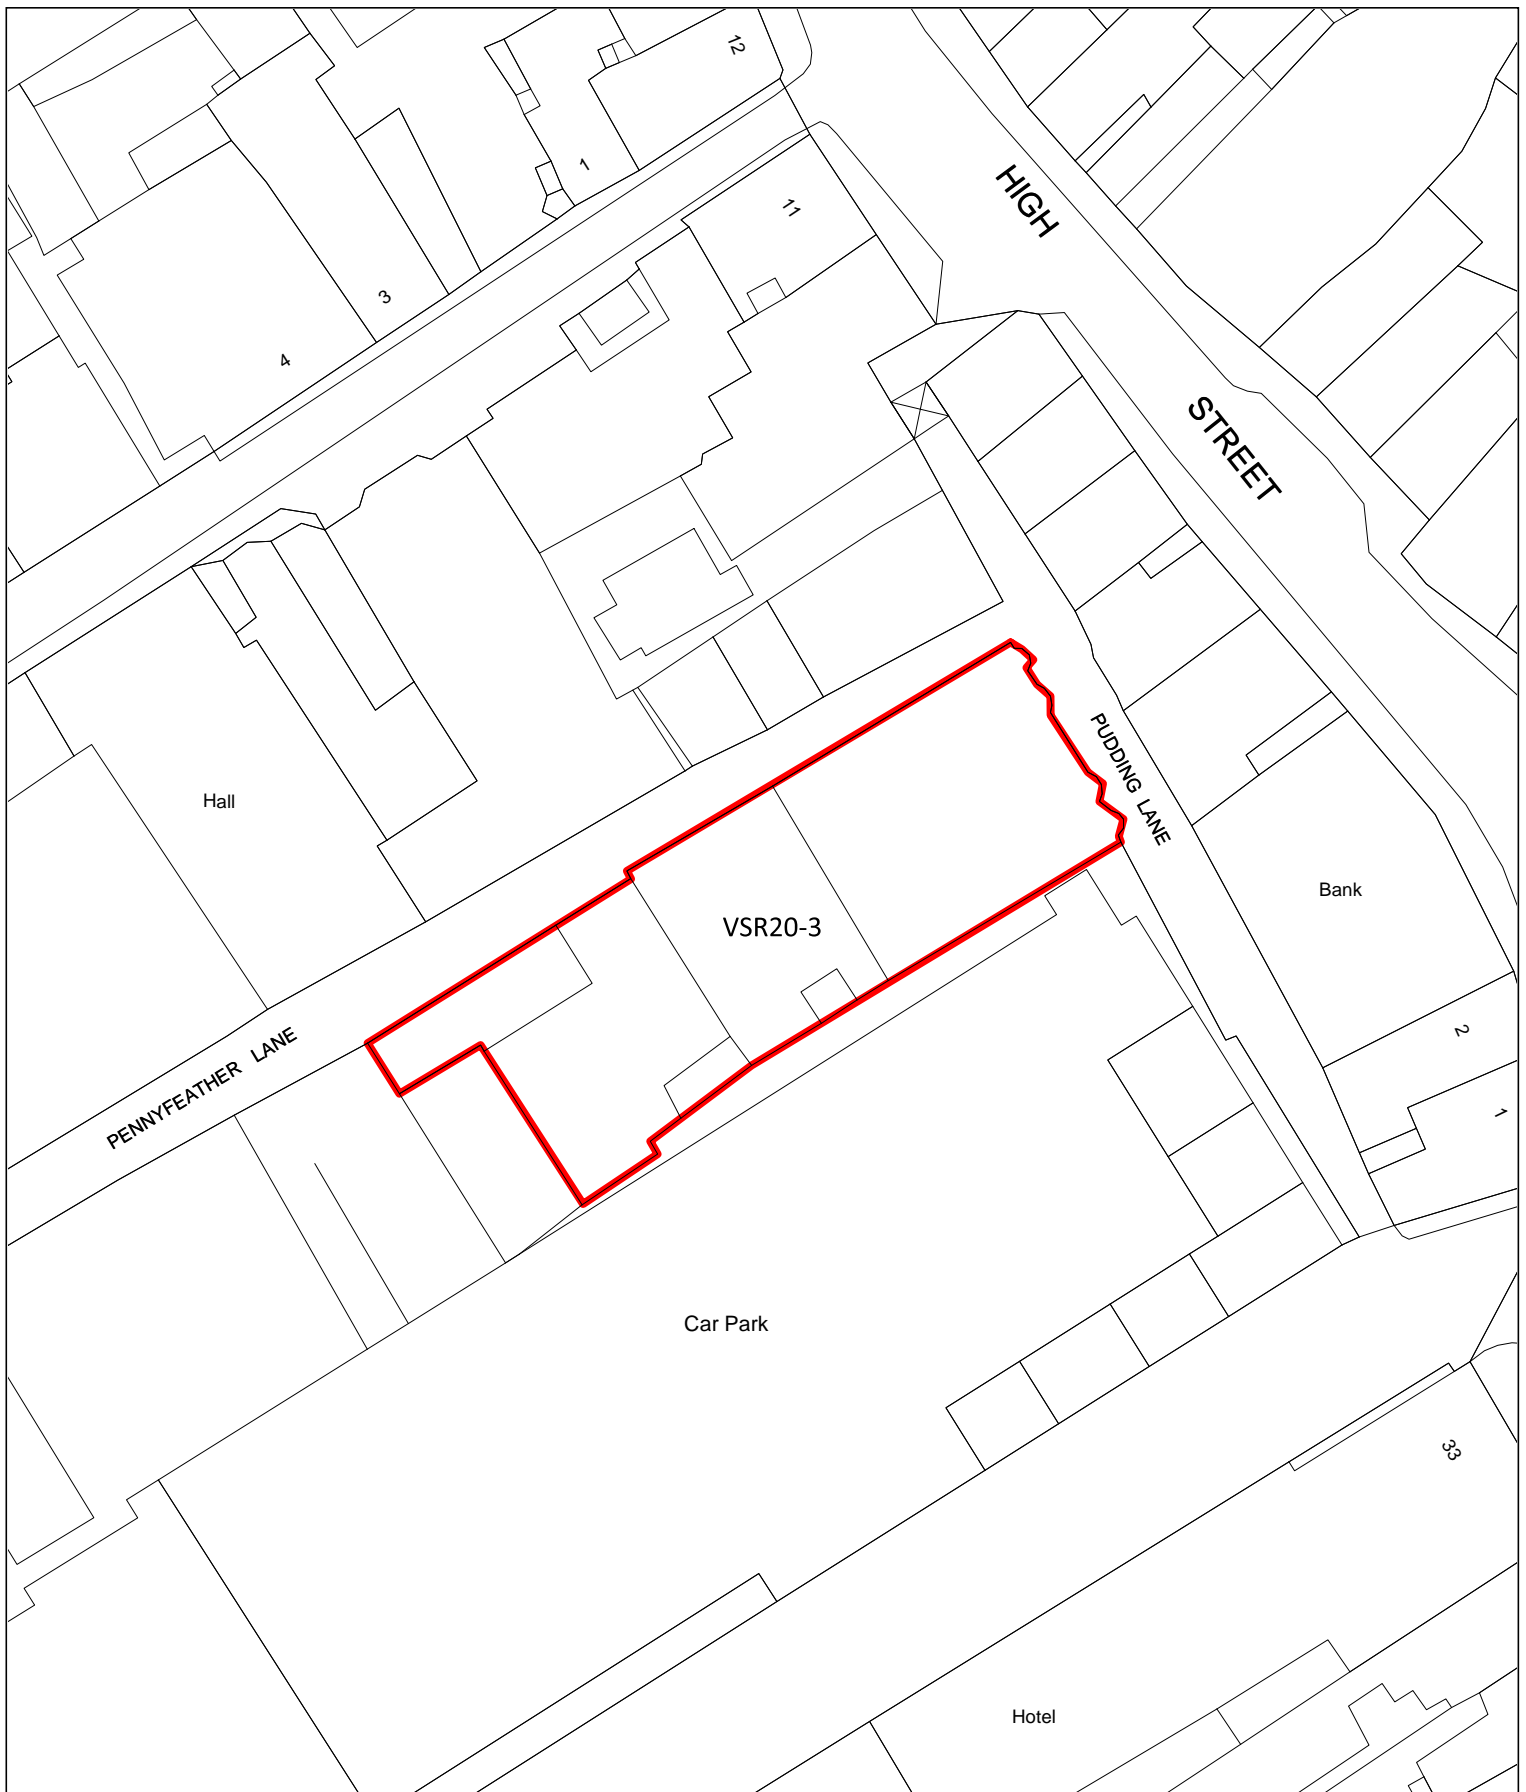 12
1
11
HIGH
3
4
STREET
PUDDING LANE
Hall
Bank
VSR20-3
2
PENNYFEATHER LANE
1
Car Park
33
Hotel